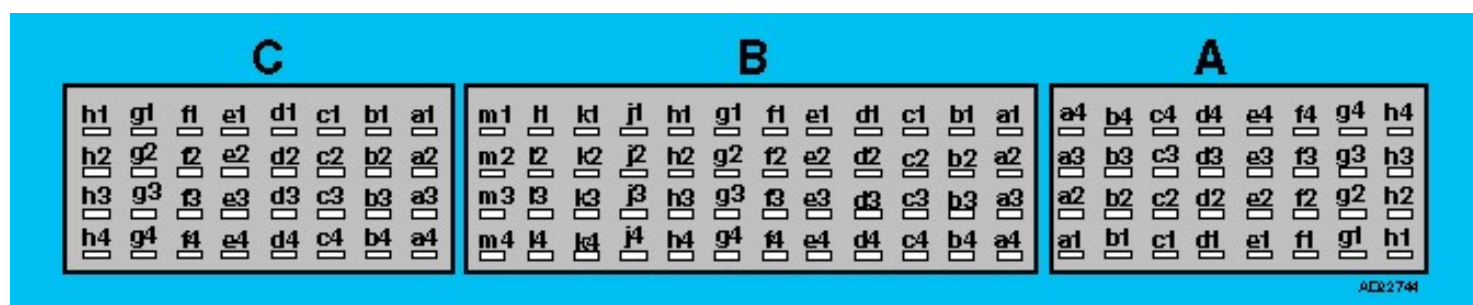 C B A
h1 g1 f1 e1 d1 c1 b1 a1 m1 l1 k1 j1 h1 g1 f1 e1 d1 c1 b1 a1 a4 b4 c4 d4 e4 f4 g4 h4
h2 g2 f2 e2 d2 c2 b2 a2 m2 l2 k2 j2 h2 g2 f2 e2 d2 c2 b2 a2 a3 b3 c3 d3 e3 f3 g3 h3
h3 g3 f3 e3 d3 c3 b3 a3 m3 l3 k3 j3 h3 g3 f3 e3 d3 c3 b3 a3 a2 b2 c2 d2 e2 f2 g2 h2
h4 g4 f4 e4 d4 c4 b4 a4 m4 l4 k4 j4 h4 g4 f4 e4 d4 c4 b4 a4 a1 b1 c1 d1 e1 f1 g1 h1